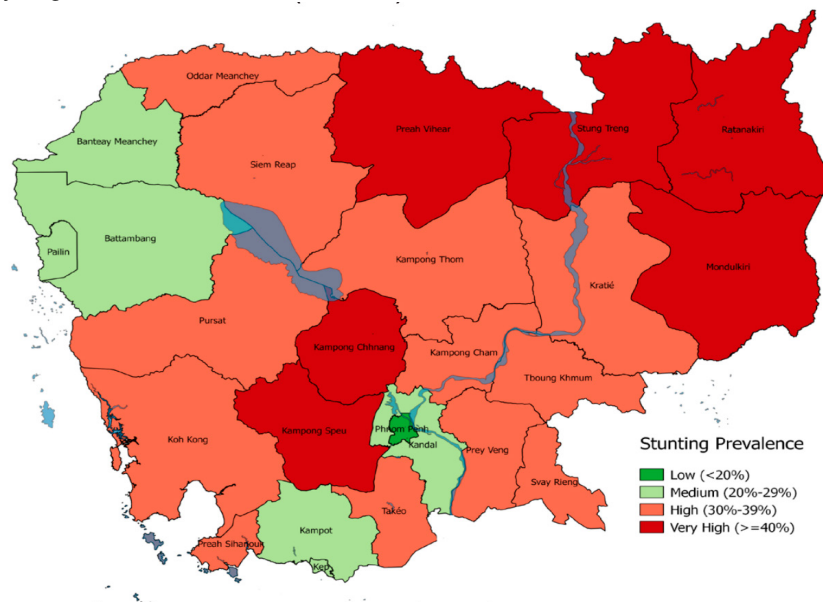 Oddar Meanchey
Preah Vihear
Stung Treng
Ratanakiri
Banteay Meanchey
Siem Reap
Battambang
Pailin
Kampong Thom
Kratié
Mondulkiri
Pursat
Kampong Chhnang
Kampong Cham
Tboung Khmum
Koh Kong
Kampong Speu
Phnom Penh
Kandal
Prey Veng
Svay Rieng
Takéo
Kampot
Preah Sihanouk
Kep
Stunting Prevalence
Low (<20%)
Medium (20%-29%)
High (30%-39%)
Very High (>=40%)